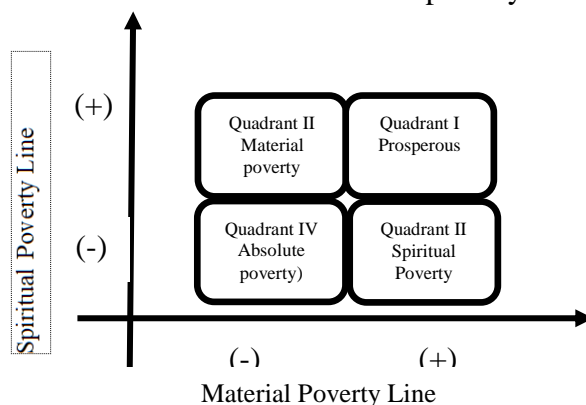 Spiritual Poverty Line
(+)
Quadrant II
Material
poverty
Quadrant I
Prosperous
(-)
Quadrant IV
Absolute
poverty)
Quadrant II
Spiritual
Poverty
(-)
(+)
Material Poverty Line